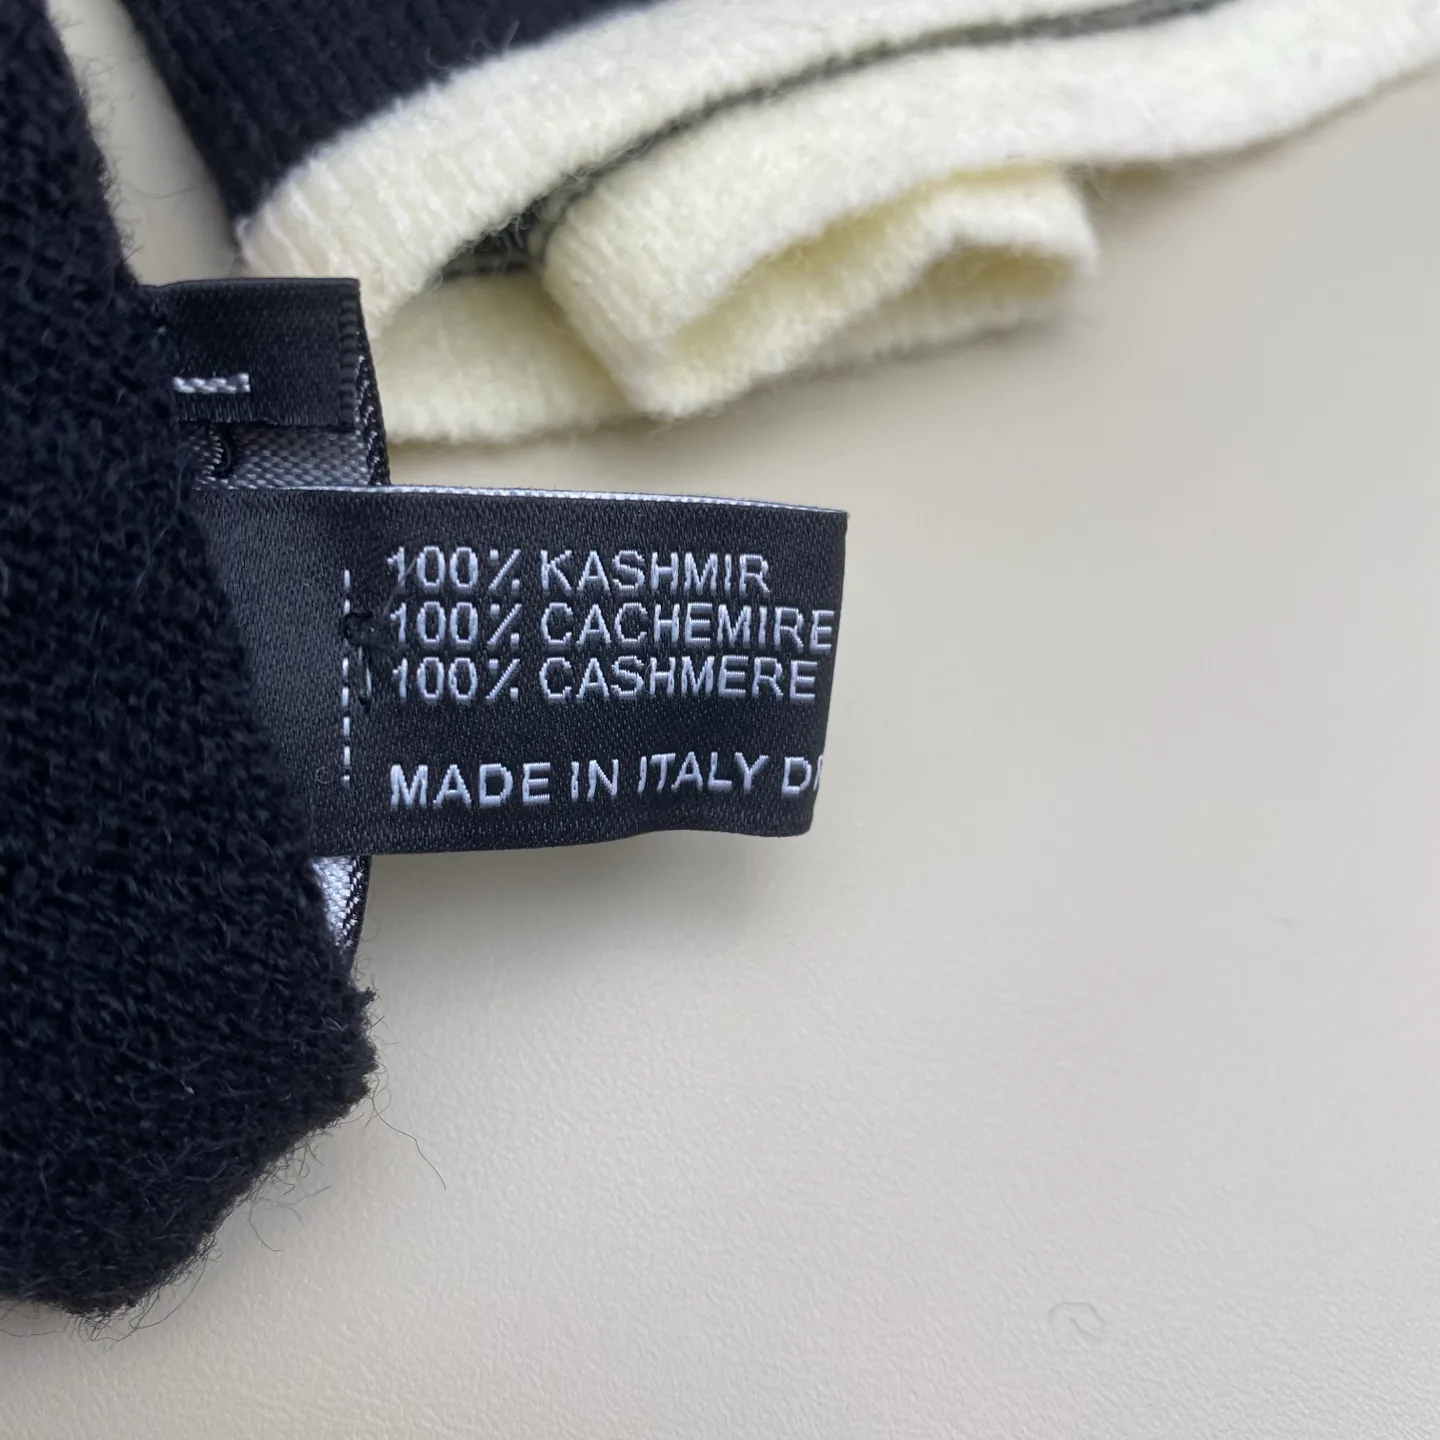 100% KASHMIR
100% CACHEMIRE
100% CASHMERE
MADE IN ITALY